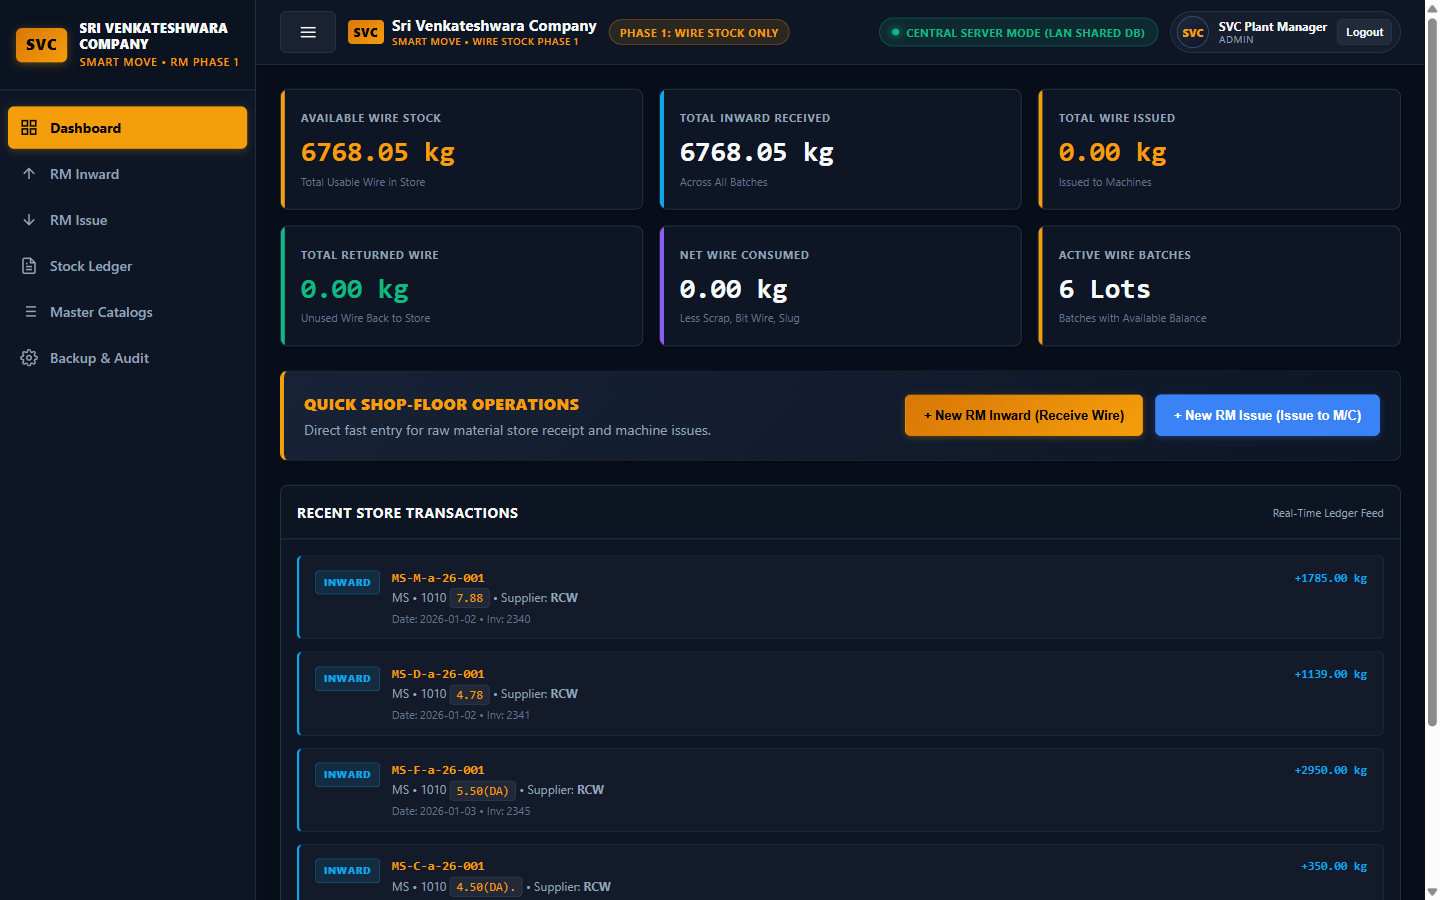 SVC
SRI VENKATESHWARA
COMPANY
SMART MOVE • RM PHASE 1
Dashboard
RM Inward
RM Issue
Stock Ledger
Master Catalogs
Backup & Audit
SVC
Sri Venkateshwara Company
SMART MOVE • WIRE STOCK PHASE 1
PHASE 1: WIRE STOCK ONLY
CENTRAL SERVER MODE (LAN SHARED DB)
SVC
SVC Plant Manager
ADMIN
Logout
AVAILABLE WIRE STOCK
6768.05 kg
Total Usable Wire in Store
TOTAL INWARD RECEIVED
6768.05 kg
Across All Batches
TOTAL WIRE ISSUED
0.00 kg
Issued to Machines
TOTAL RETURNED WIRE
0.00 kg
Unused Wire Back to Store
NET WIRE CONSUMED
0.00 kg
Less Scrap, Bit Wire, Slug
ACTIVE WIRE BATCHES
6 Lots
Batches with Available Balance
QUICK SHOP-FLOOR OPERATIONS
Direct fast entry for raw material store receipt and machine issues.
+ New RM Inward (Receive Wire)
+ New RM Issue (Issue to M/C)
RECENT STORE TRANSACTIONS
Real-Time Ledger Feed
INWARD
MS-M-a-26-001
+1785.00 kg
MS • 1010 7.88 • Supplier: RCW
Date: 2026-01-02 • Inv: 2340
INWARD
MS-D-a-26-001
+1139.00 kg
MS • 1010 4.78 • Supplier: RCW
Date: 2026-01-02 • Inv: 2341
INWARD
MS-F-a-26-001
+2950.00 kg
MS • 1010 5.50(DA) • Supplier: RCW
Date: 2026-01-03 • Inv: 2345
INWARD
MS-C-a-26-001
+350.00 kg
MS • 1010 4.50(DA). • Supplier: RCW